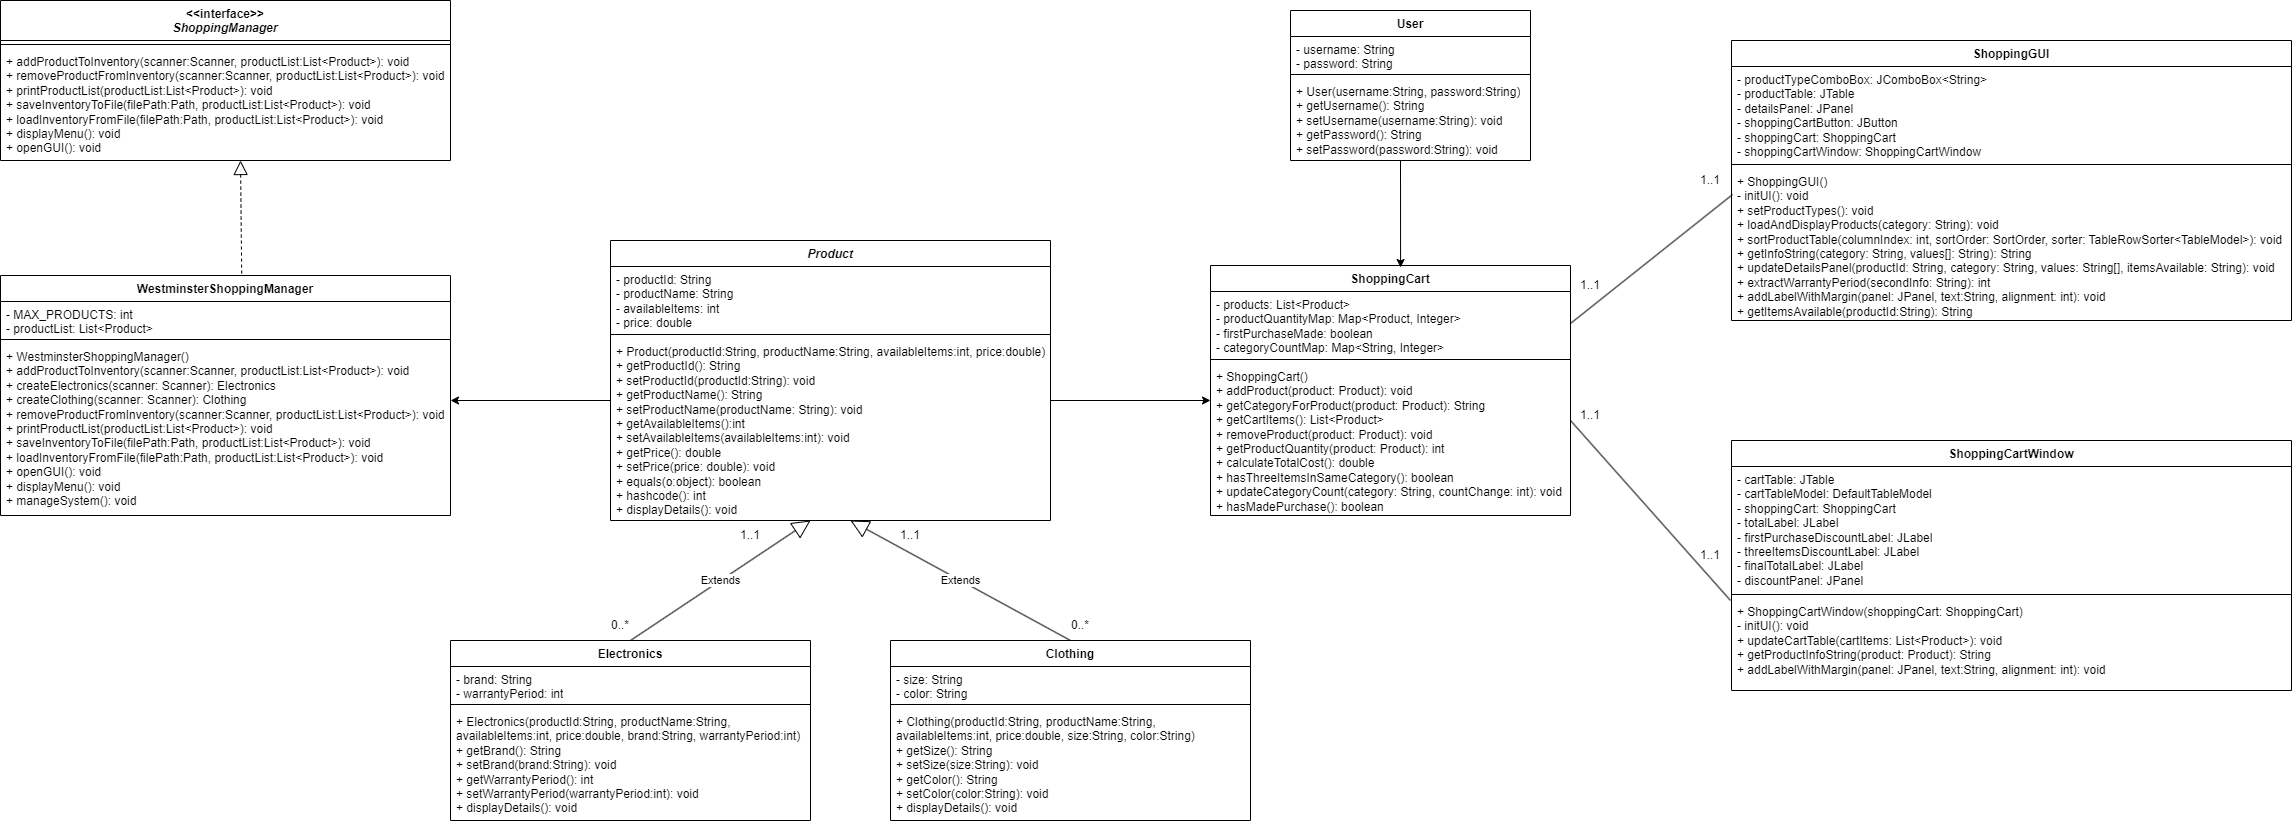 <<interface>>
ShoppingManager
+ addProductToInventory(scanner:Scanner, productList:List<Product>): void
+ removeProductFromInventory(scanner:Scanner, productList:List<Product>): void
+ printProductList(productList:List<Product>): void
+ saveInventoryToFile(filePath:Path, productList:List<Product>): void
+ loadInventoryFromFile(filePath:Path, productList:List<Product>): void
+ displayMenu(): void
+ openGUI(): void
WestminsterShoppingManager
- MAX_PRODUCTS: int
- productList: List<Product>
+ WestminsterShoppingManager()
+ addProductToInventory(scanner:Scanner, productList:List<Product>): void
+ createElectronics(scanner: Scanner): Electronics
+ createClothing(scanner: Scanner): Clothing
+ removeProductFromInventory(scanner:Scanner, productList:List<Product>): void
+ printProductList(productList:List<Product>): void
+ saveInventoryToFile(filePath:Path, productList:List<Product>): void
+ loadInventoryFromFile(filePath:Path, productList:List<Product>): void
+ openGUI(): void
+ displayMenu(): void
+ manageSystem(): void
Product
- productId: String
- productName: String
- availableItems: int
- price: double
+ Product(productId:String, productName:String, availableItems:int, price:double)
+ getProductId(): String
+ setProductId(productId:String): void
+ getProductName(): String
+ setProductName(productName: String): void
+ getAvailableItems():int
+ setAvailableItems(availableItems:int): void
+ getPrice(): double
+ setPrice(price: double): void
+ equals(o:object): boolean
+ hashcode(): int
+ displayDetails(): void
1..1
1..1
Extends
Extends
0..*
0..*
Electronics
- brand: String
- warrantyPeriod: int
+ Electronics(productId:String, productName:String,
availableItems:int, price:double, brand:String, warrantyPeriod:int)
+ getBrand(): String
+ setBrand(brand:String): void
+ getWarrantyPeriod(): int
+ setWarrantyPeriod(warrantyPeriod:int): void
+ displayDetails(): void
Clothing
- size: String
- color: String
+ Clothing(productId:String, productName:String,
availableItems:int, price:double, size:String, color:String)
+ getSize(): String
+ setSize(size:String): void
+ getColor(): String
+ setColor(color:String): void
+ displayDetails(): void
User
- username: String
- password: String
+ User(username:String, password:String)
+ getUsername(): String
+ setUsername(username:String): void
+ getPassword(): String
+ setPassword(password:String): void
ShoppingCart
- products: List<Product>
- productQuantityMap: Map<Product, Integer>
- firstPurchaseMade: boolean
- categoryCountMap: Map<String, Integer>
+ ShoppingCart()
+ addProduct(product: Product): void
+ getCategoryForProduct(product: Product): String
+ getCartItems(): List<Product>
+ removeProduct(product: Product): void
+ getProductQuantity(product: Product): int
+ calculateTotalCost(): double
+ hasThreeItemsInSameCategory(): boolean
+ updateCategoryCount(category: String, countChange: int): void
+ hasMadePurchase(): boolean
1..1
1..1
1..1
1..1
ShoppingGUI
- productTypeComboBox: JComboBox<String>
- productTable: JTable
- detailsPanel: JPanel
- shoppingCartButton: JButton
- shoppingCart: ShoppingCart
- shoppingCartWindow: ShoppingCartWindow
+ ShoppingGUI()
- initUI(): void
+ setProductTypes(): void
+ loadAndDisplayProducts(category: String): void
+ sortProductTable(columnIndex: int, sortOrder: SortOrder, sorter: TableRowSorter<TableModel>): void
+ getInfoString(category: String, values[]: String): String
+ updateDetailsPanel(productId: String, category: String, values: String[], itemsAvailable: String): void
+ extractWarrantyPeriod(secondInfo: String): int
+ addLabelWithMargin(panel: JPanel, text:String, alignment: int): void
+ getItemsAvailable(productId:String): String
ShoppingCartWindow
- cartTable: JTable
- cartTableModel: DefaultTableModel
- shoppingCart: ShoppingCart
- totalLabel: JLabel
- firstPurchaseDiscountLabel: JLabel
- threeItemsDiscountLabel: JLabel
- finalTotalLabel: JLabel
- discountPanel: JPanel
+ ShoppingCartWindow(shoppingCart: ShoppingCart)
- initUI(): void
+ updateCartTable(cartItems: List<Product>): void
+ getProductInfoString(product: Product): String
+ addLabelWithMargin(panel: JPanel, text:String, alignment: int): void